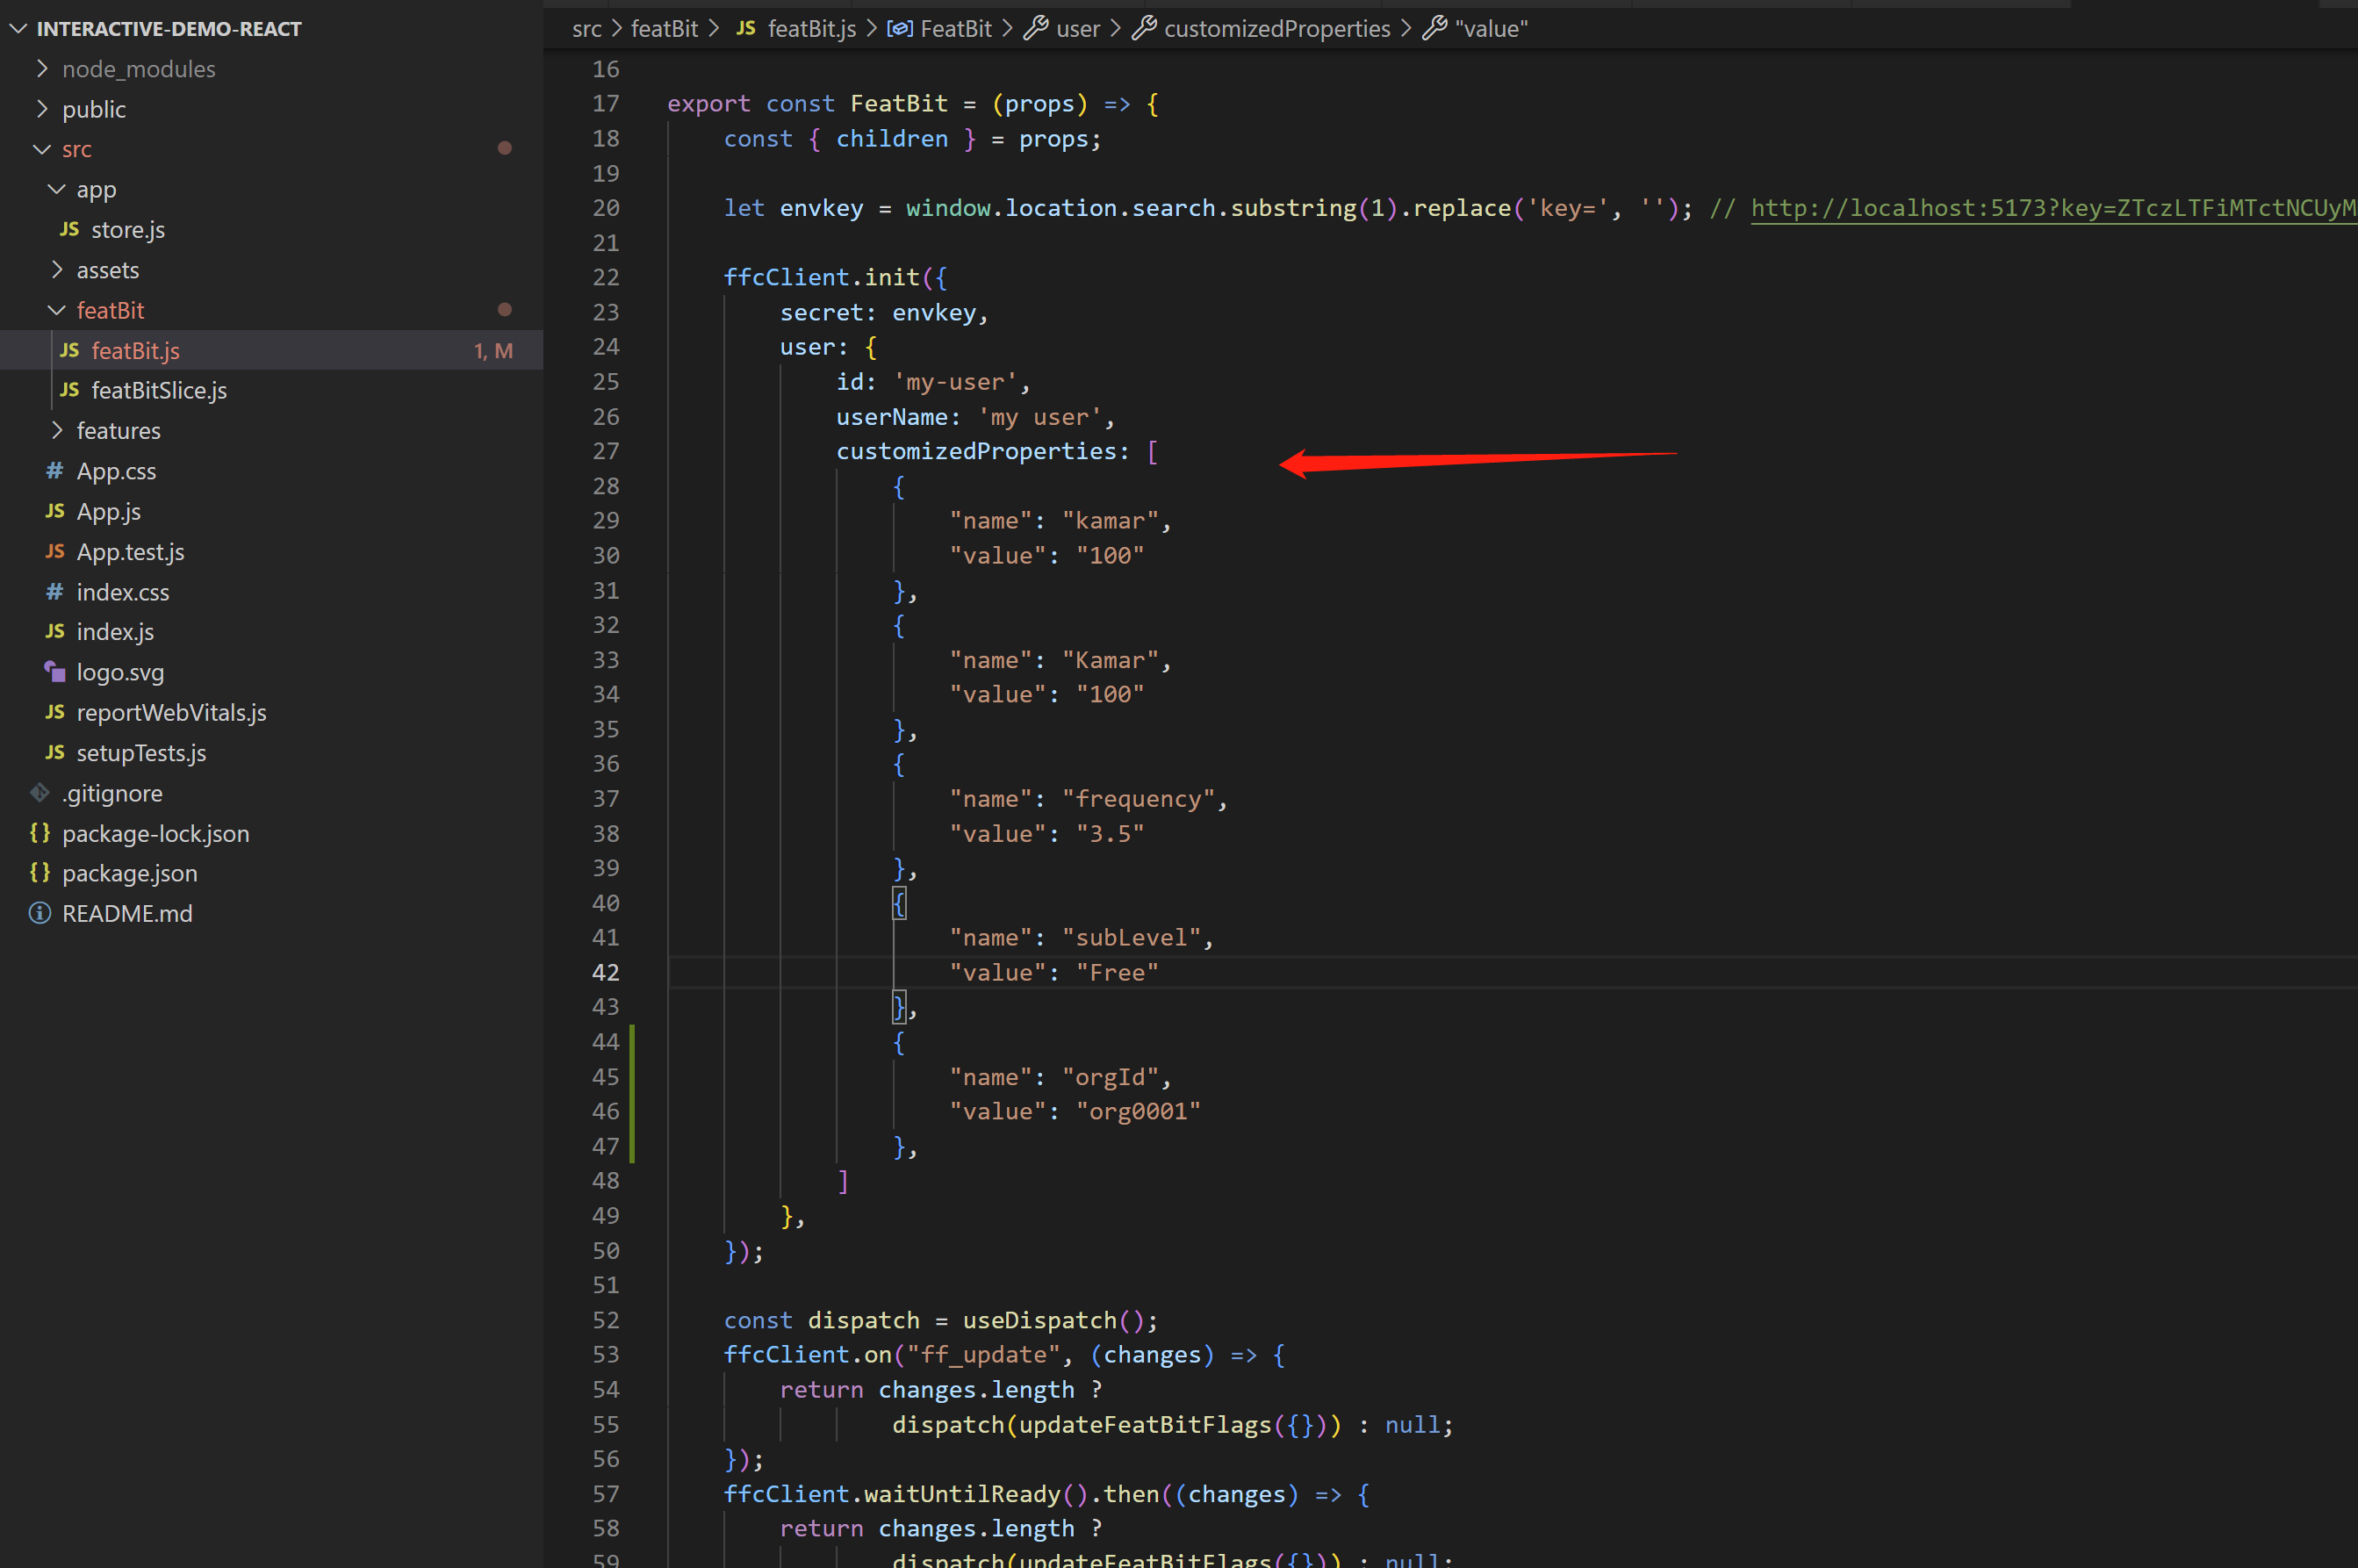 INTERACTIVE-DEMO-REACT
node_modules
public
src
app
JS store.js
assets
featBit
JS featBit.js 1, M
JS featBitSlice.js
features
# App.css
JS App.js
JS App.test.js
# index.css
JS index.js
logo.svg
JS reportWebVitals.js
JS setupTests.js
.gitignore
{} package-lock.json
{} package.json
README.md
src > featBit > JS featBit.js > FeatBit > user > customizedProperties > "value"
16
17 export const FeatBit = (props) => {
18 const { children } = props;
19
20 let envkey = window.location.search.substring(1).replace('key=', ''); // http://localhost:5173?key=ZTczLTFiMTctNCUyM
21
22 ffcClient.init({
23 secret: envkey,
24 user: {
25 id: 'my-user',
26 userName: 'my user',
27 customizedProperties: [
28 {
29 "name": "kamar",
30 "value": "100"
31 },
32 {
33 "name": "Kamar",
34 "value": "100"
35 },
36 {
37 "name": "frequency",
38 "value": "3.5"
39 },
40 {
41 "name": "subLevel",
42 "value": "Free"
43 },
44 {
45 "name": "orgId",
46 "value": "org0001"
47 },
48 ]
49 },
50 });
51
52 const dispatch = useDispatch();
53 ffcClient.on("ff_update", (changes) => {
54 return changes.length ?
55 dispatch(updateFeatBitFlags({})) : null;
56 });
57 ffcClient.waitUntilReady().then((changes) => {
58 return changes.length ?
59 dispatch(updateFeatBitFlags({})) : null;